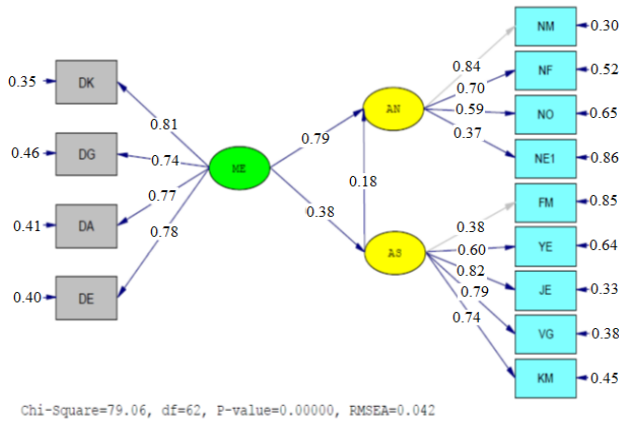 NM
0.30
0.35
DK
0.84
NF
0.52
0.70
AN
0.81
0.59
NO
0.65
0.79
0.37
0.46
DG
0.74
NE1
0.86
ME
0.18
0.77
FM
0.85
0.38
0.38
0.41
DA
0.78
0.60
YE
0.64
AS
0.82
JE
0.33
0.79
0.40
DE
0.74
VG
0.38
KM
0.45
Chi-Square=79.06, df=62, P-value=0.00000, RMSEA=0.042